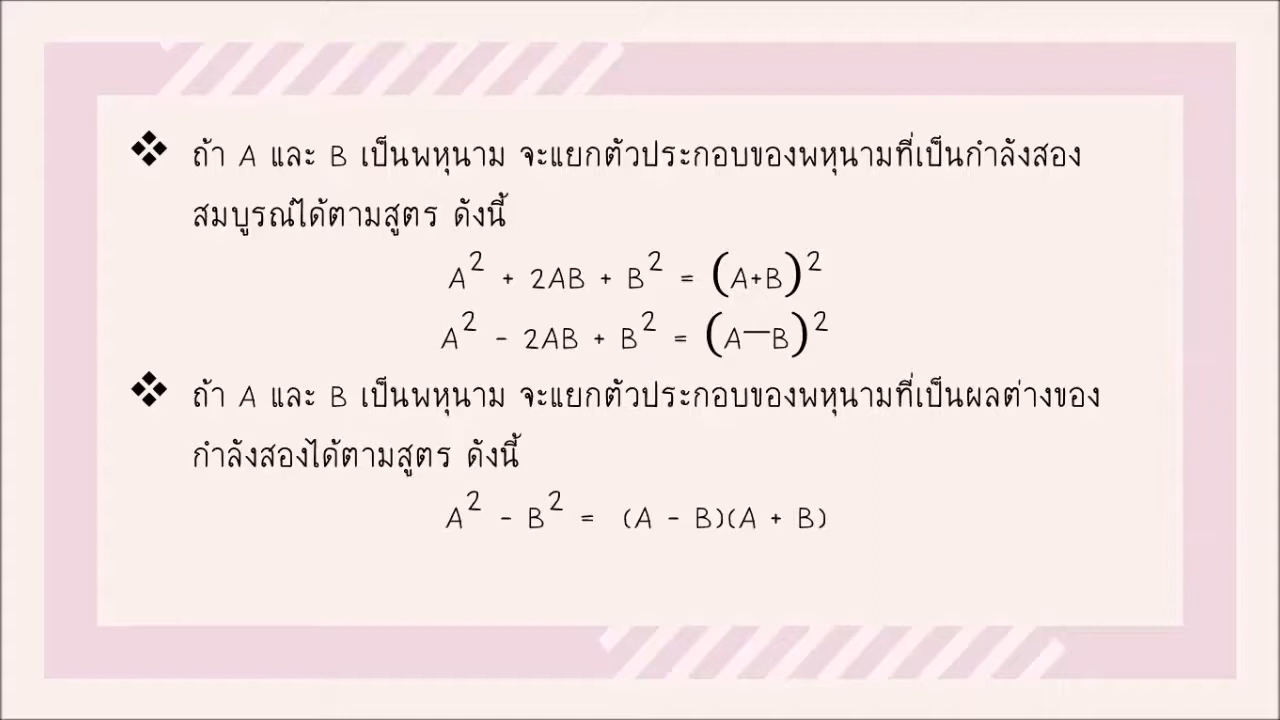 ❖ ถ้า A และ B เป็นพหุนาม จะแยกตัวประกอบของพหุนามที่เป็นกำลังสอง
สมบูรณ์ได้ตามสูตร ดังนี้
A² + 2AB + B² = (A+B)²
A² - 2AB + B² = (A−B)²
❖ ถ้า A และ B เป็นพหุนาม จะแยกตัวประกอบของพหุนามที่เป็นผลต่างของ
กำลังสองได้ตามสูตร ดังนี้
A² - B² = (A - B)(A + B)